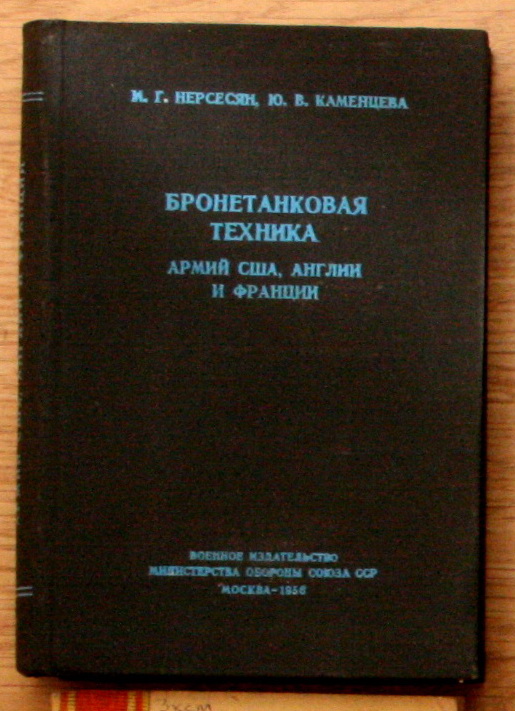 М. Г. НЕРСЕСЯН, Ю. В. КАМЕНЦЕВА
БРОНЕТАНКОВАЯ
ТЕХНИКА
АРМИЙ США, АНГЛИИ
И ФРАНЦИИ
ВОЕННОЕ ИЗДАТЕЛЬСТВО
МИНИСТЕРСТВА ОБОРОНЫ СОЮЗА ССР
МОСКВА—1956